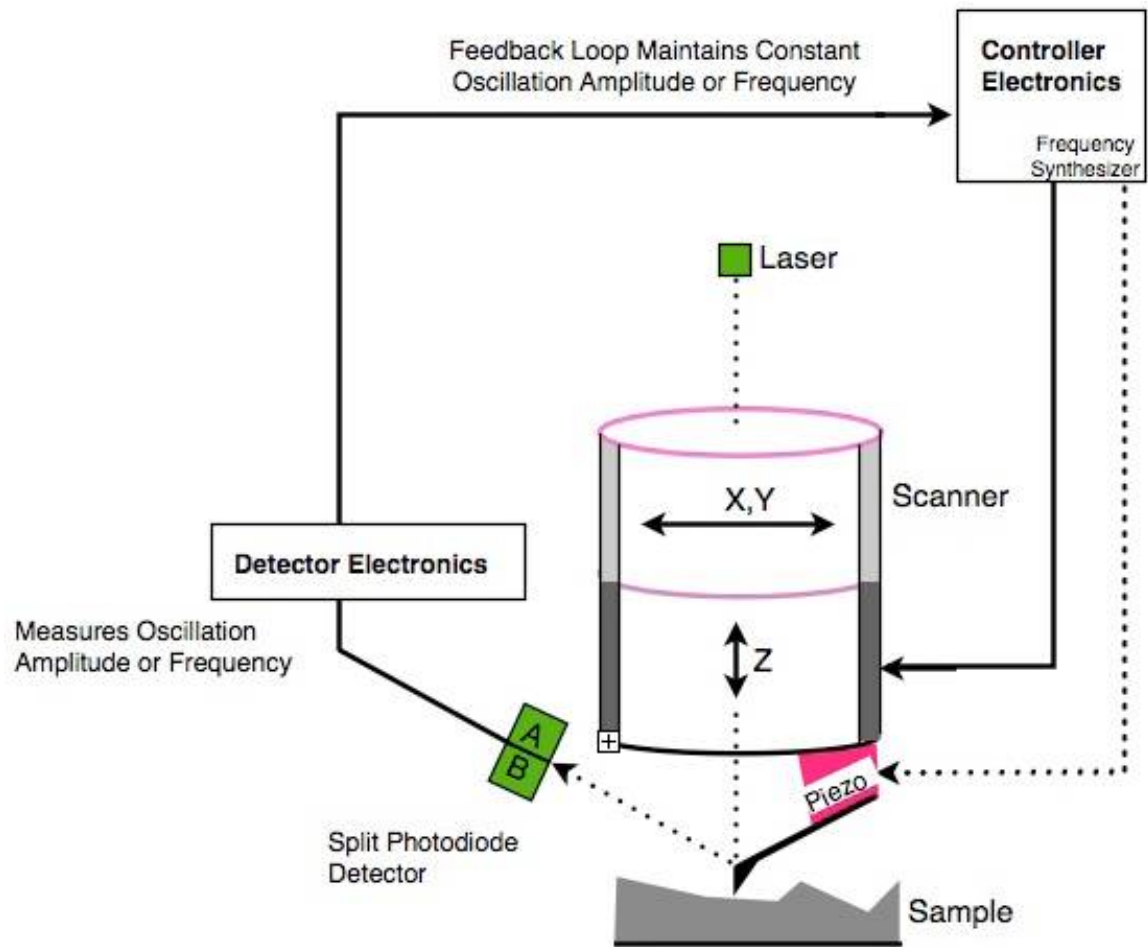 Feedback Loop Maintains Constant
Oscillation Amplitude or Frequency
Controller
Electronics
Frequency
Synthesizer
Laser
X,Y
Scanner
Detector Electronics
Measures Oscillation
Amplitude or Frequency
Z
A
B
Piezo
Split Photodiode
Detector
Sample